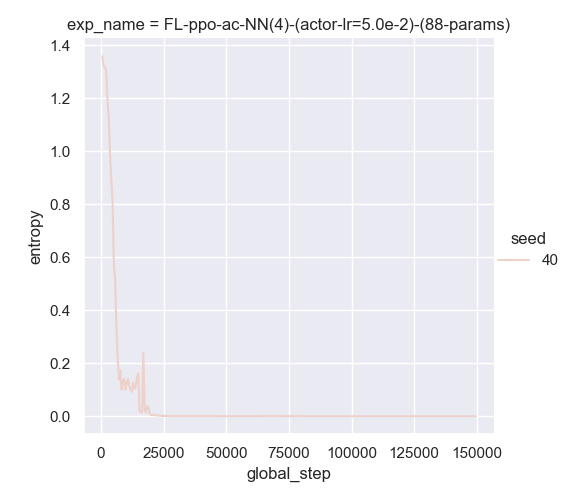 exp_name = FL-ppo-ac-NN(4)-(actor-lr=5.0e-2)-(88-params)
1.4
1.2
1.0
0.8
0.6
0.4
0.2
0.0
entropy
0 25000 50000 75000 100000 125000 150000
global_step
seed
40